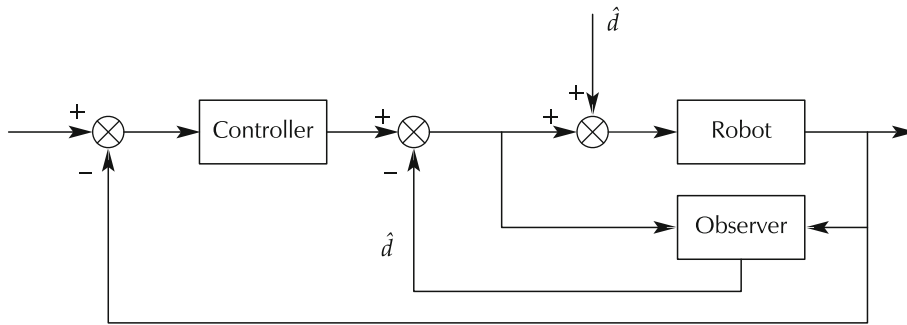 d̂
+
+
+
+
Controller
Robot
−
−
Observer
d̂